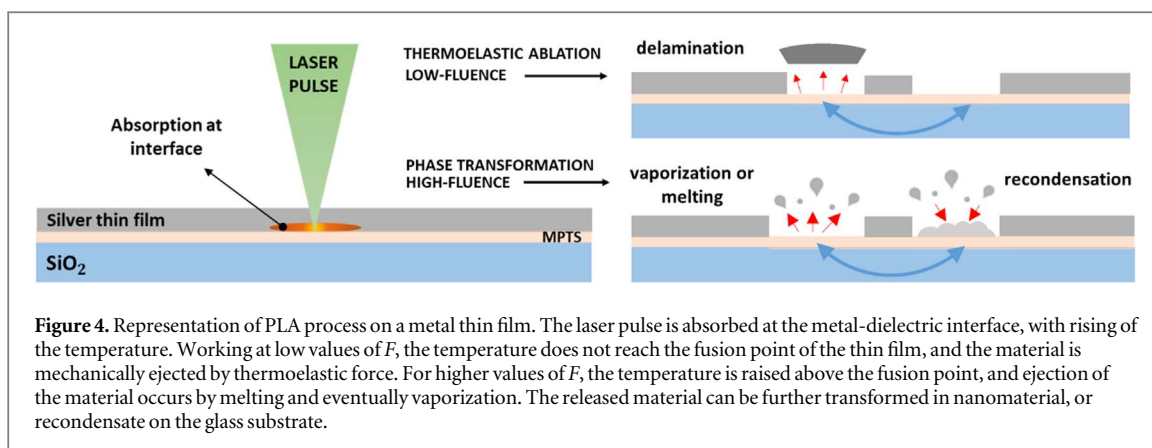 LASER
PULSE
Absorption at
interface
Silver thin film
MPTS
SiO₂
THERMOELASTIC ABLATION
LOW-FLUENCE
delamination
PHASE TRANSFORMATION
HIGH-FLUENCE
vaporization or
melting
recondensation
Figure 4. Representation of PLA process on a metal thin film. The laser pulse is absorbed at the metal-dielectric interface, with rising of
the temperature. Working at low values of F, the temperature does not reach the fusion point of the thin film, and the material is
mechanically ejected by thermoelastic force. For higher values of F, the temperature is raised above the fusion point, and ejection of
the material occurs by melting and eventually vaporization. The released material can be further transformed in nanomaterial, or
recondensate on the glass substrate.